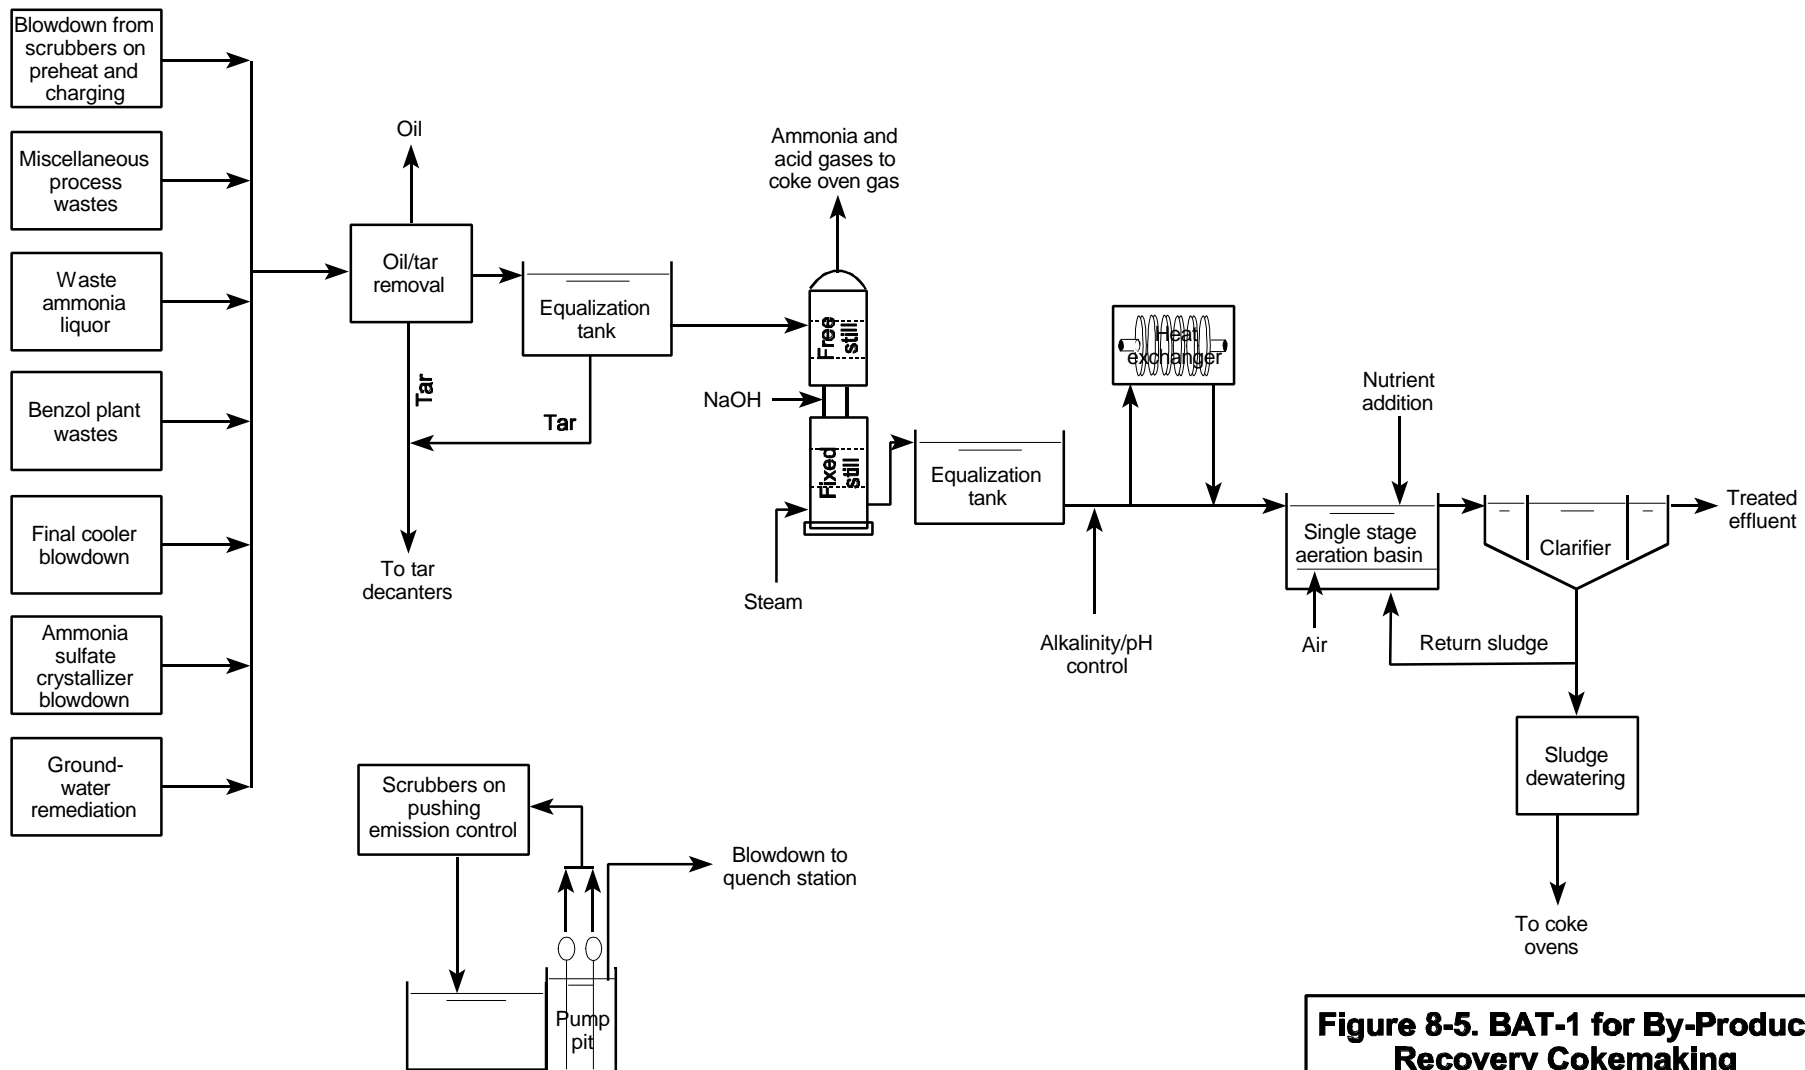 Blowdown from
scrubbers on
preheat and
charging
Miscellaneous
process
wastes
Waste
ammonia
liquor
Benzol plant
wastes
Final cooler
blowdown
Ammonia
sulfate
crystallizer
blowdown
Ground-
water
remediation
Oil
Oil/tar
removal
Tar
To tar
decanters
Equalization
tank
Tar
Ammonia and
acid gases to
coke oven gas
Free
still
NaOH
Fixed
still
Steam
Equalization
tank
Heat
exchanger
Alkalinity/pH
control
Nutrient
addition
Single stage
aeration basin
Air
Return sludge
Clarifier
Treated
effluent
Sludge
dewatering
To coke
ovens
Scrubbers on
pushing
emission control
Blowdown to
quench station
Pump
pit
Figure 8-5. BAT-1 for By-Produc
Recovery Cokemaking